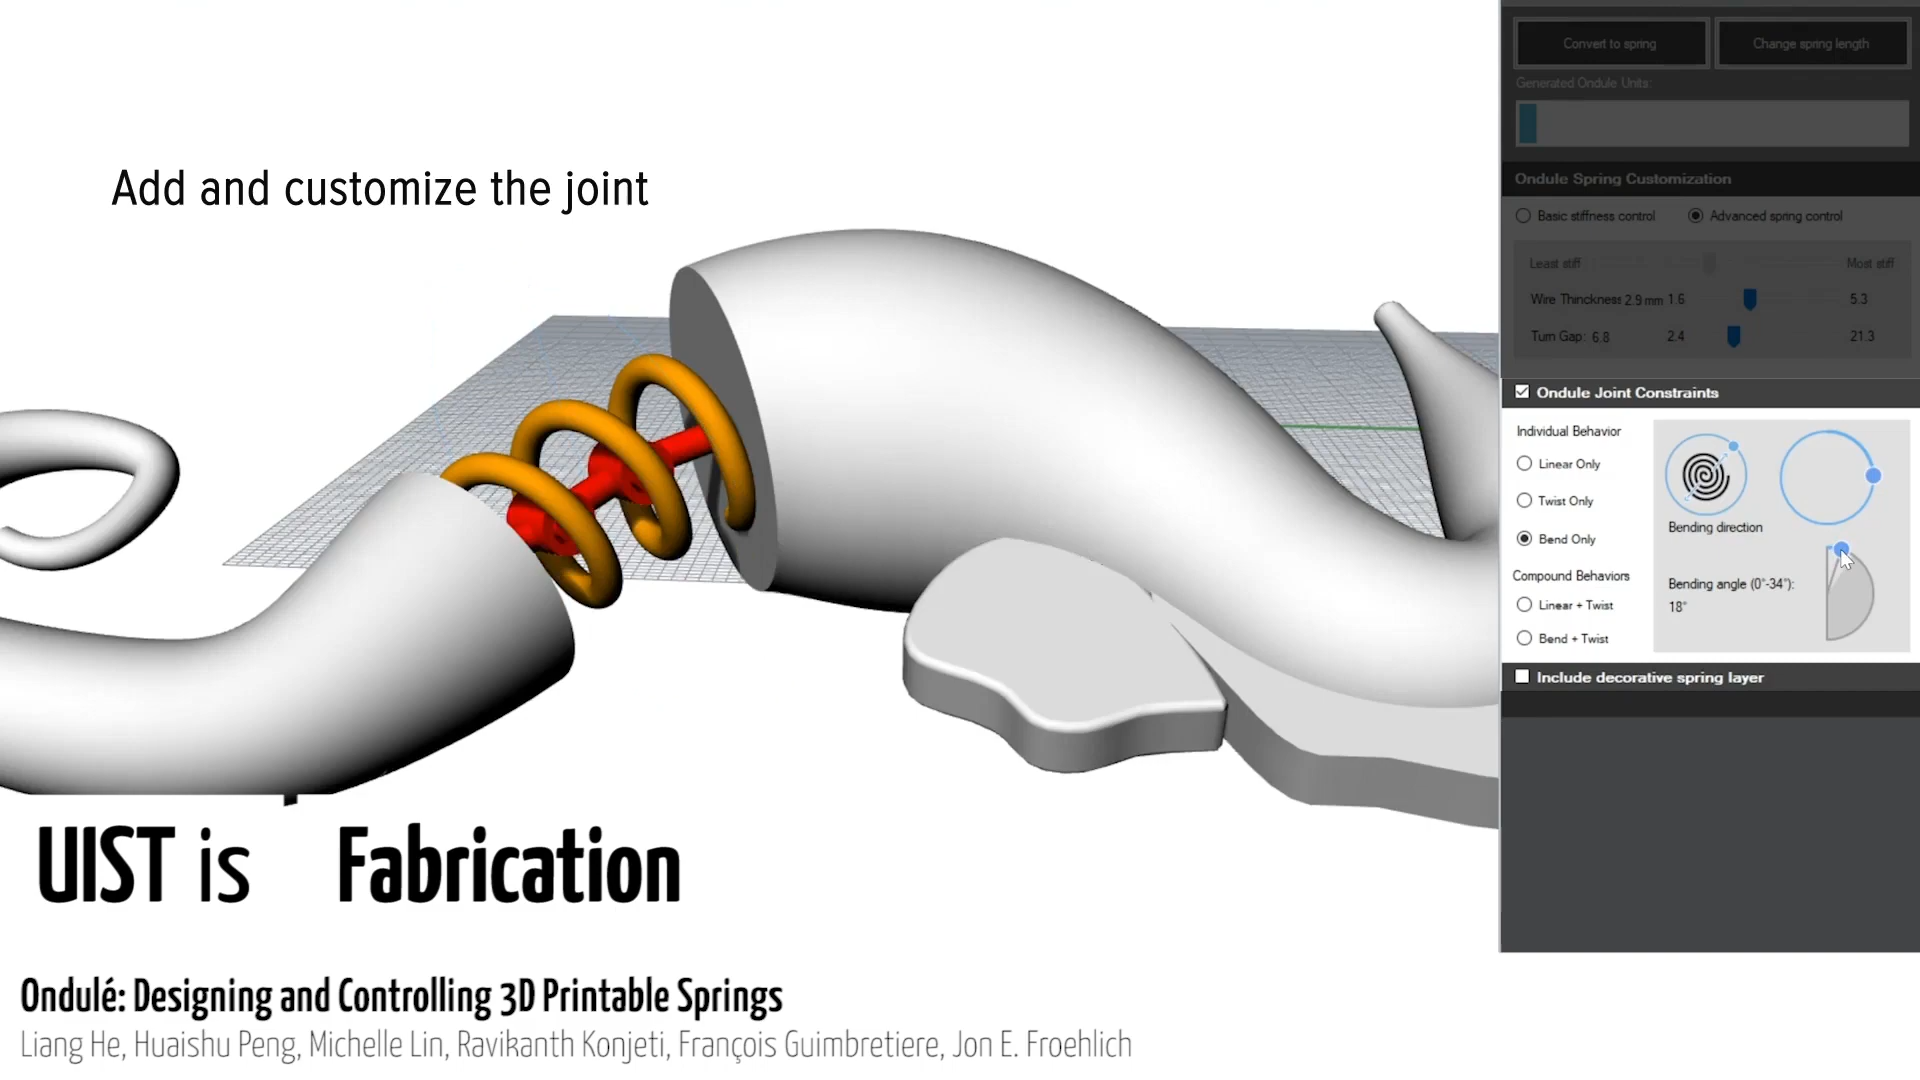 Add and customize the joint
Convert to spring
Change spring length
Generated Ondule Units:
Ondule Spring Customization
Basic stiffness control
Advanced spring control
Least stiff
Most stiff
Wire Thinckness 2.9 mm 1.6 5.3
Turn Gap: 6.8 2.4 21.3
Ondule Joint Constraints
Individual Behavior
Linear Only
Twist Only
Bend Only
Compound Behaviors
Linear + Twist
Bend + Twist
Bending direction
Bending angle (0°-34°):
18°
Include decorative spring layer
UIST is Fabrication
Ondulé: Designing and Controlling 3D Printable Springs
Liang He, Huaishu Peng, Michelle Lin, Ravikanth Konjeti, François Guimbretiere, Jon E. Froehlich